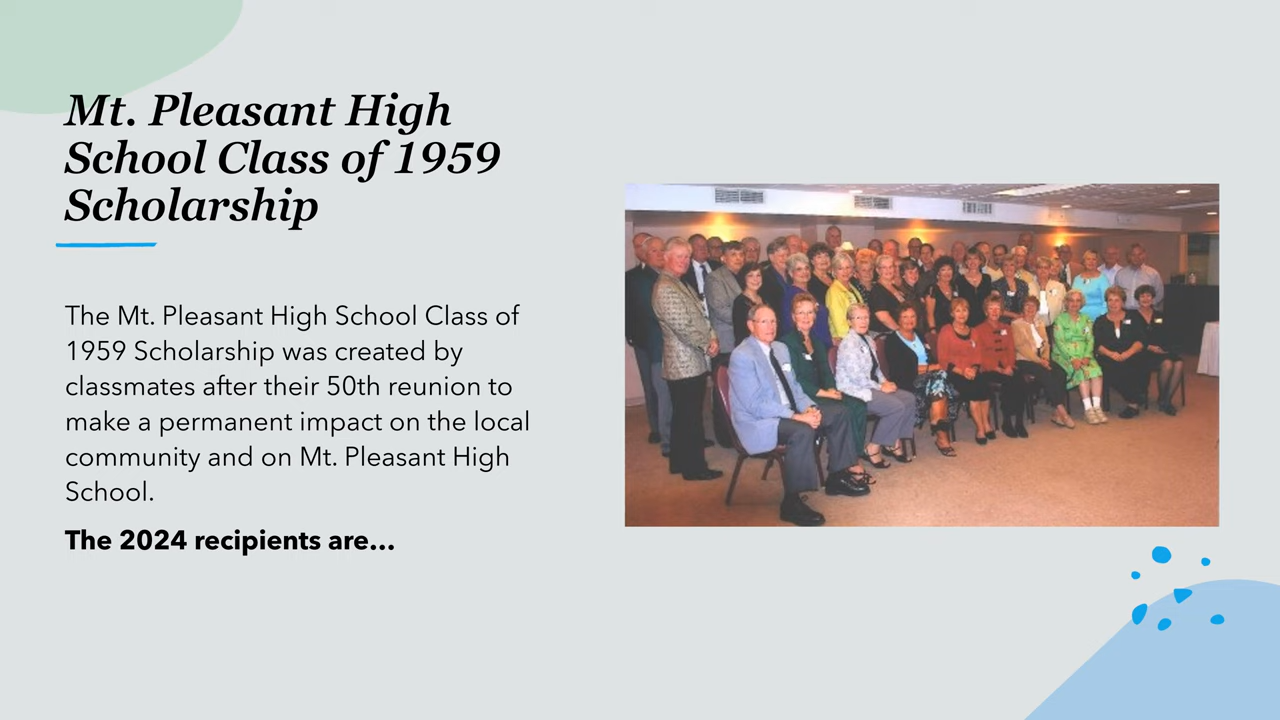 Mt. Pleasant High
School Class of 1959
Scholarship
The Mt. Pleasant High School Class of
1959 Scholarship was created by
classmates after their 50th reunion to
make a permanent impact on the local
community and on Mt. Pleasant High
School.
The 2024 recipients are...